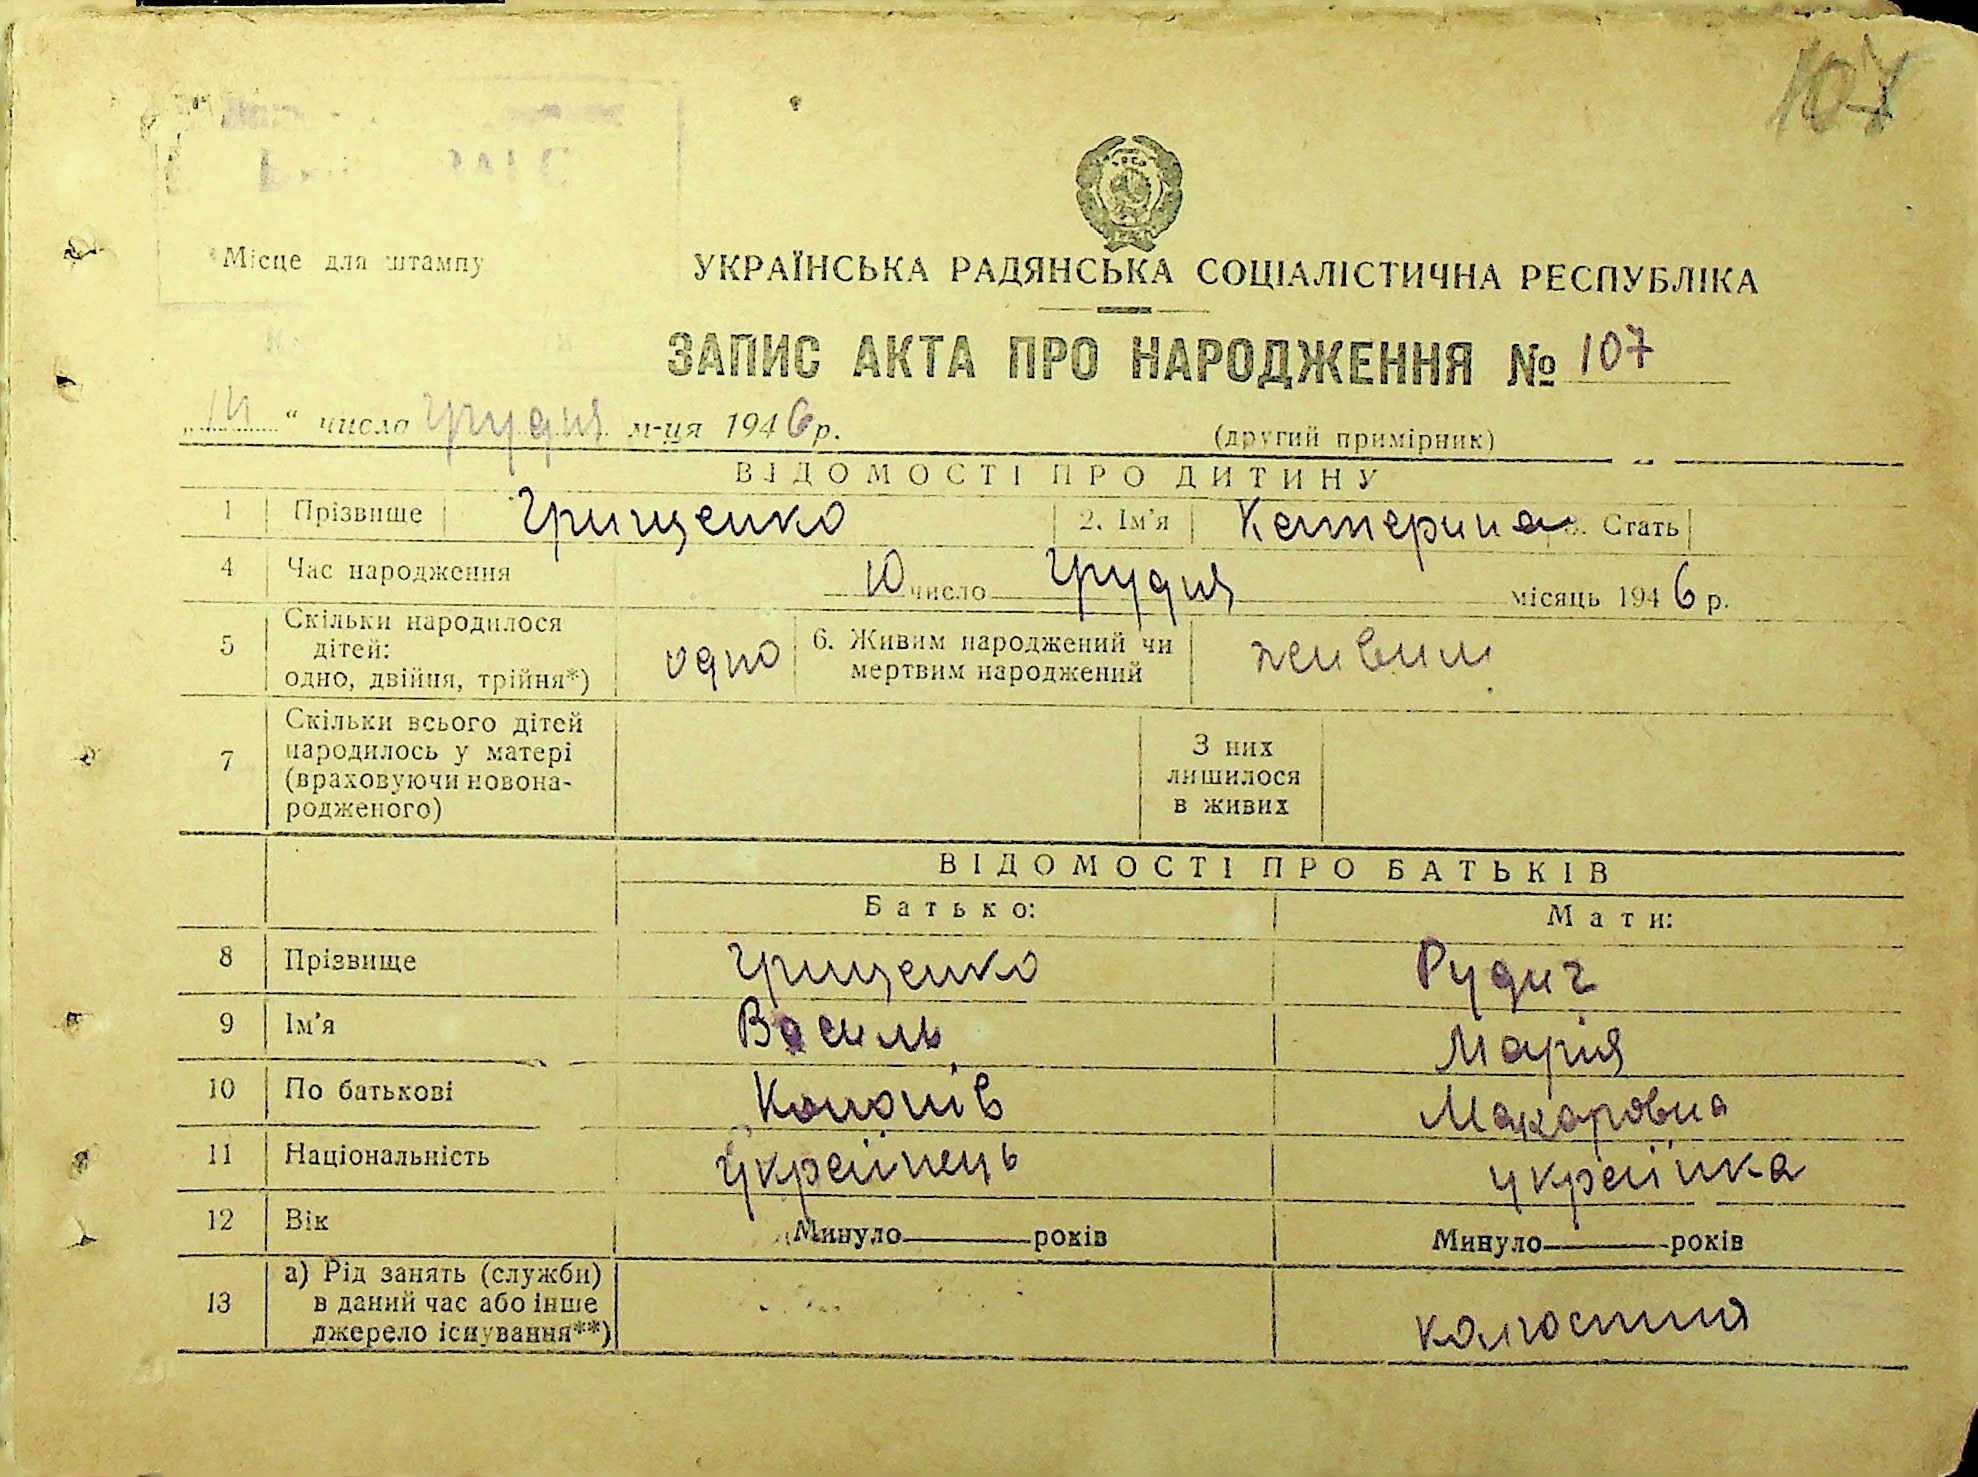 107
Місце для штампу
УКРАЇНСЬКА РАДЯНСЬКА СОЦІАЛІСТИЧНА РЕСПУБЛІКА
ЗАПИС АКТА ПРО НАРОДЖЕННЯ № 107
„ “ числа Грудня м-ця 1946 р.
(другий примірник)
ВІДОМОСТІ ПРО ДИТИНУ
1 Прізвище Грищенко 2. Ім'я Катерина 3. Стать
4 Час народження 10 число Грудня місяць 1946 р.
5 Скільки народилося
дітей:
одно, двійня, трійня*) одно 6. Живим народжений чи
мертвим народжений живим
7 Скільки всього дітей
народилось у матері
(враховуючи новона-
родженого)
З них
лишилося
в живих
ВІДОМОСТІ ПРО БАТЬКІВ
Батько: Мати:
8 Прізвище Грищенко Рудич
9 Ім'я Василь Марія
10 По батькові Макаровна
11 Національність Українець українка
12 Вік Минуло років Минуло років
13 а) Рід занять (служби)
в даний час або інше
джерело існування**) колгоспния